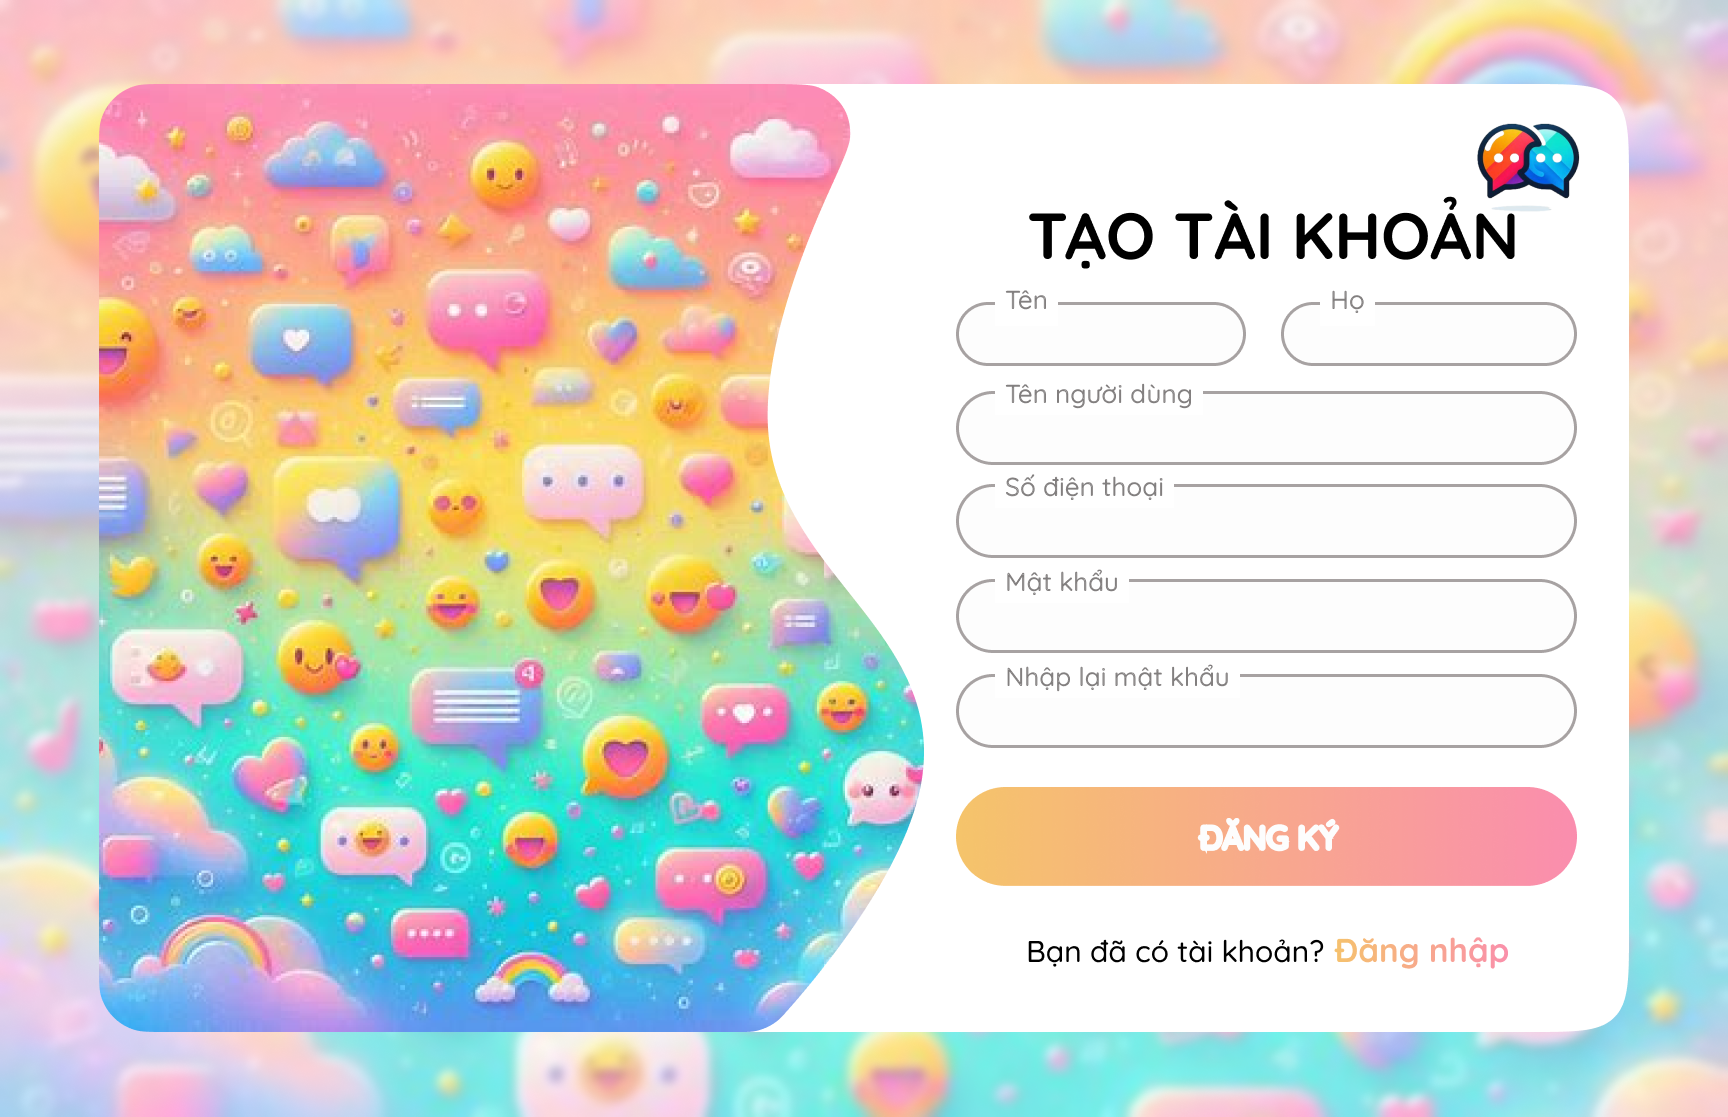 TẠO TÀI KHOẢN
Tên
Họ
Tên người dùng
Số điện thoại
Mật khẩu
Nhập lại mật khẩu
ĐĂNG KÝ
Bạn đã có tài khoản? Đăng nhập